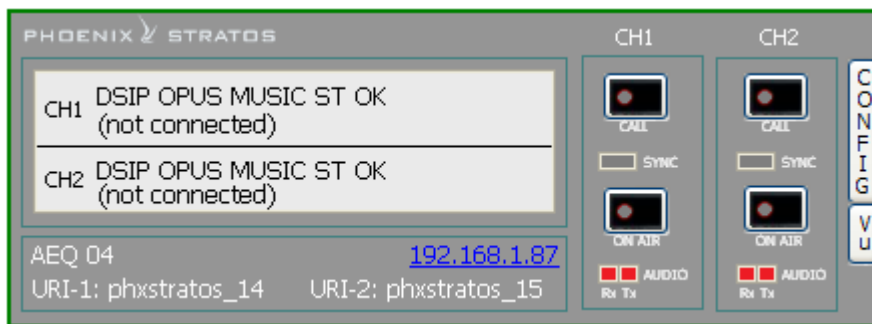 PHOENIX STRATOS
CH1 DSIP OPUS MUSIC ST OK
(not connected)
CH2 DSIP OPUS MUSIC ST OK
(not connected)
AEQ 04 192.168.1.87
URI-1: phxstratos_14 URI-2: phxstratos_15
CH1
CALL
SYNC
ON AIR
AUDIO
Rx Tx
CH2
CALL
SYNC
ON AIR
AUDIO
Rx Tx
CONFIG
Vu